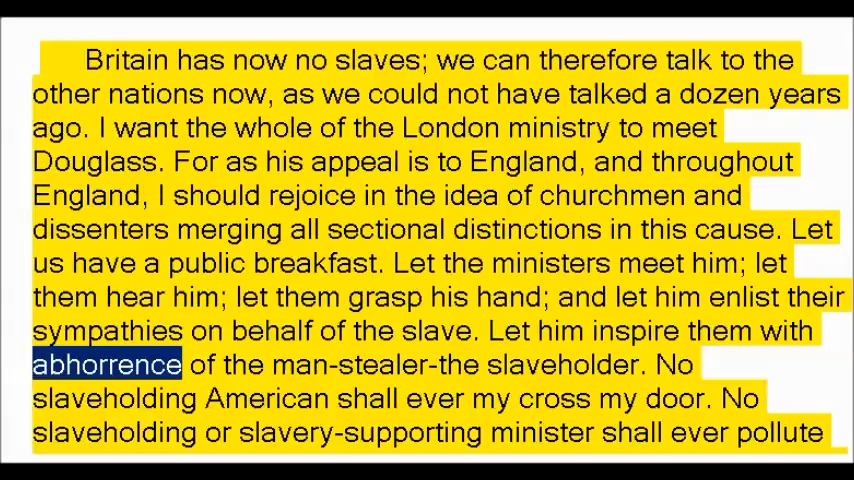 Britain has now no slaves; we can therefore talk to the
other nations now, as we could not have talked a dozen years
ago. I want the whole of the London ministry to meet
Douglass. For as his appeal is to England, and throughout
England, I should rejoice in the idea of churchmen and
dissenters merging all sectional distinctions in this cause. Let
us have a public breakfast. Let the ministers meet him; let
them hear him; let them grasp his hand; and let him enlist their
sympathies on behalf of the slave. Let him inspire them with
abhorrence of the man-stealer-the slaveholder. No
slaveholding American shall ever my cross my door. No
slaveholding or slavery-supporting minister shall ever pollute